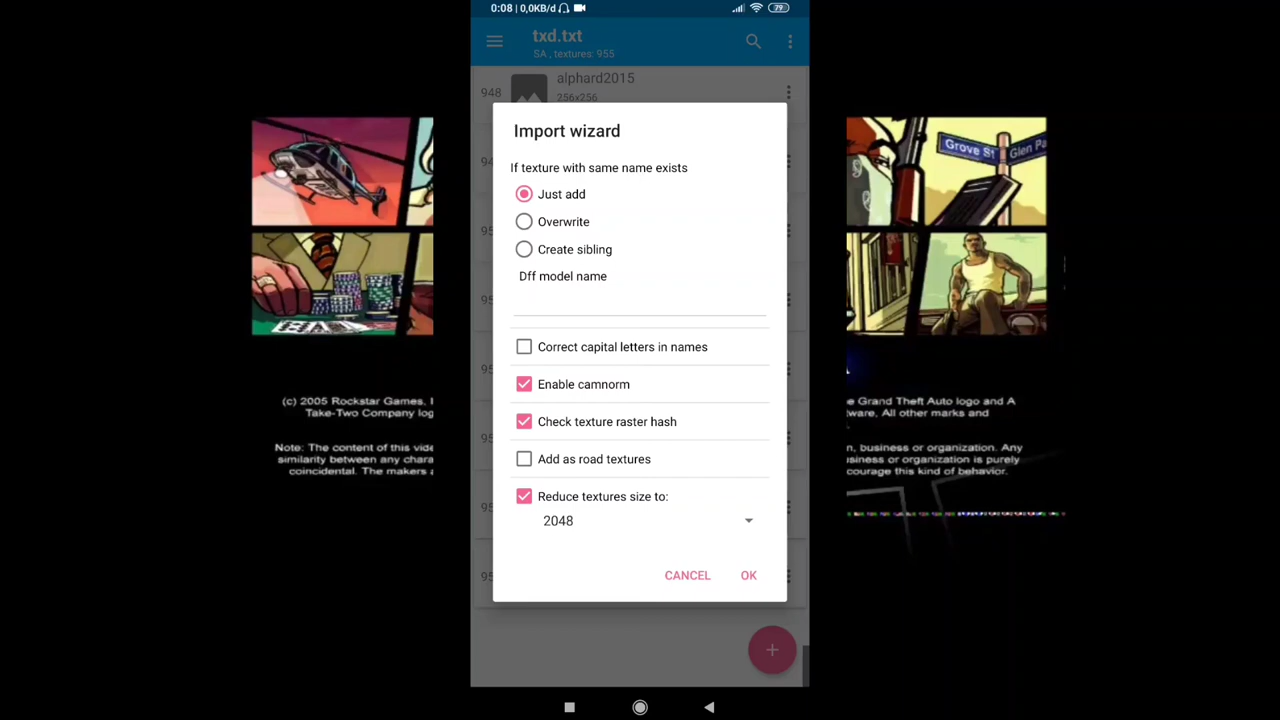 0:08 | 0,0KB/d
79
txd.txt
SA , textures: 955
948
alphard2015
256x256
Import wizard
If texture with same name exists
Just add
Overwrite
Create sibling
Dff model name
Correct capital letters in names
Enable camnorm
Check texture raster hash
Add as road textures
Reduce textures size to:
2048
CANCEL OK
Grove St
Glen Pa
(c) 2005 Rockstar Games,
Take-Two Company log
Note: The content of this vide
similarity between any chara
coincidental. The makers a
e Grand Theft Auto logo and A
tware, All other marks and
n, business or organization. Any
siness or organization is purely
courage this kind of behavior.